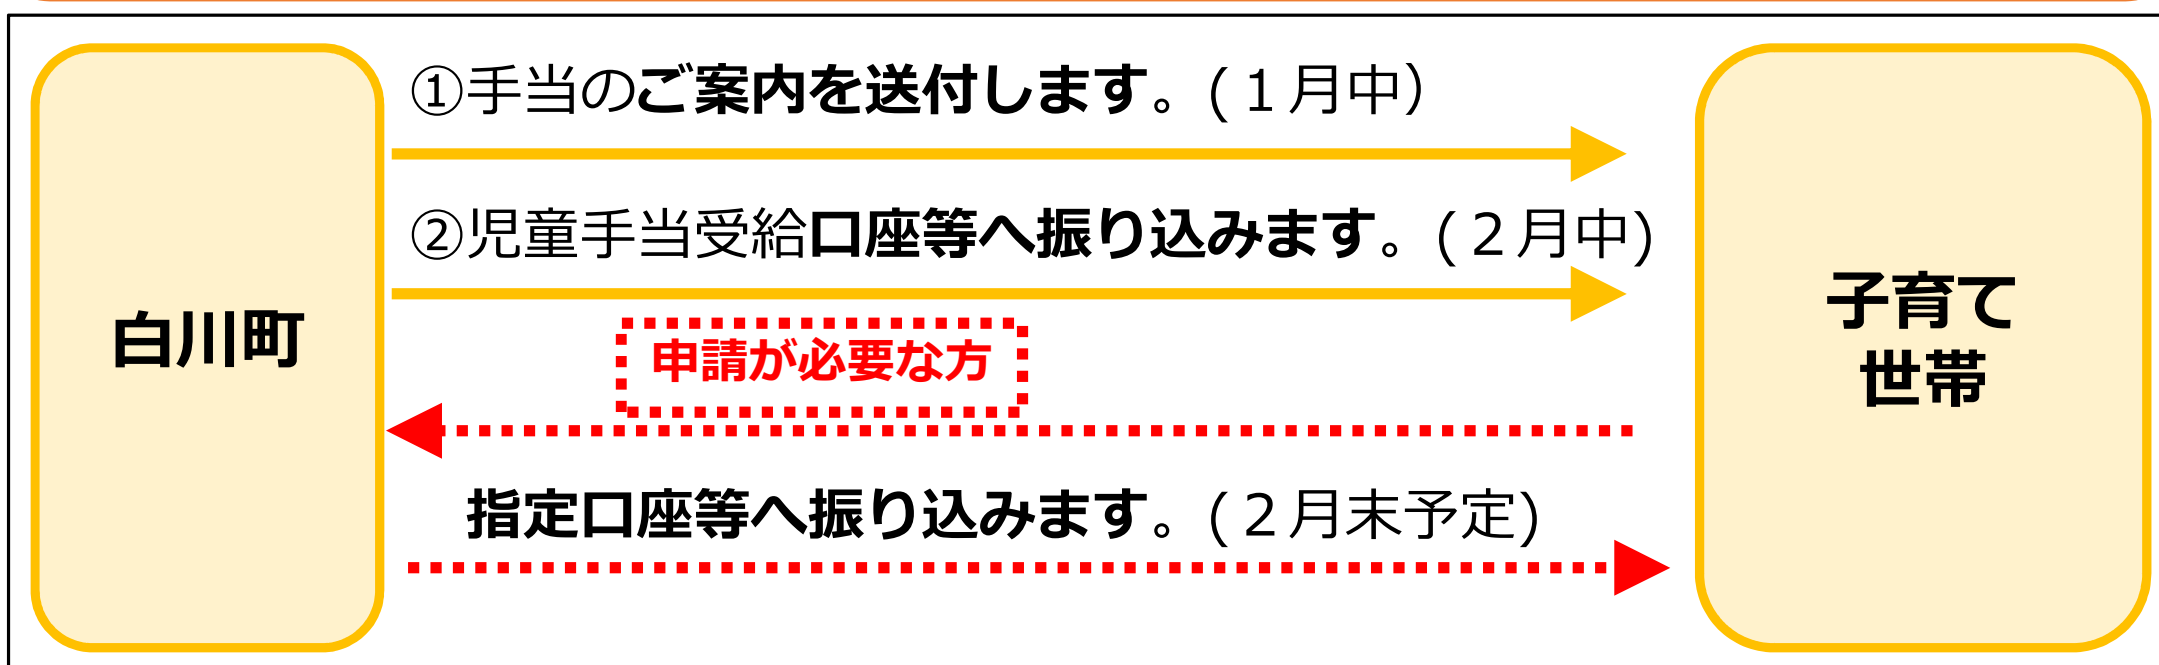 ①手当のご案内を送付します。(１月中）
②児童手当受給口座等へ振り込みます。(２月中)
白川町
申請が必要な方
子育て
世帯
指定口座等へ振り込みます。(２月末予定)